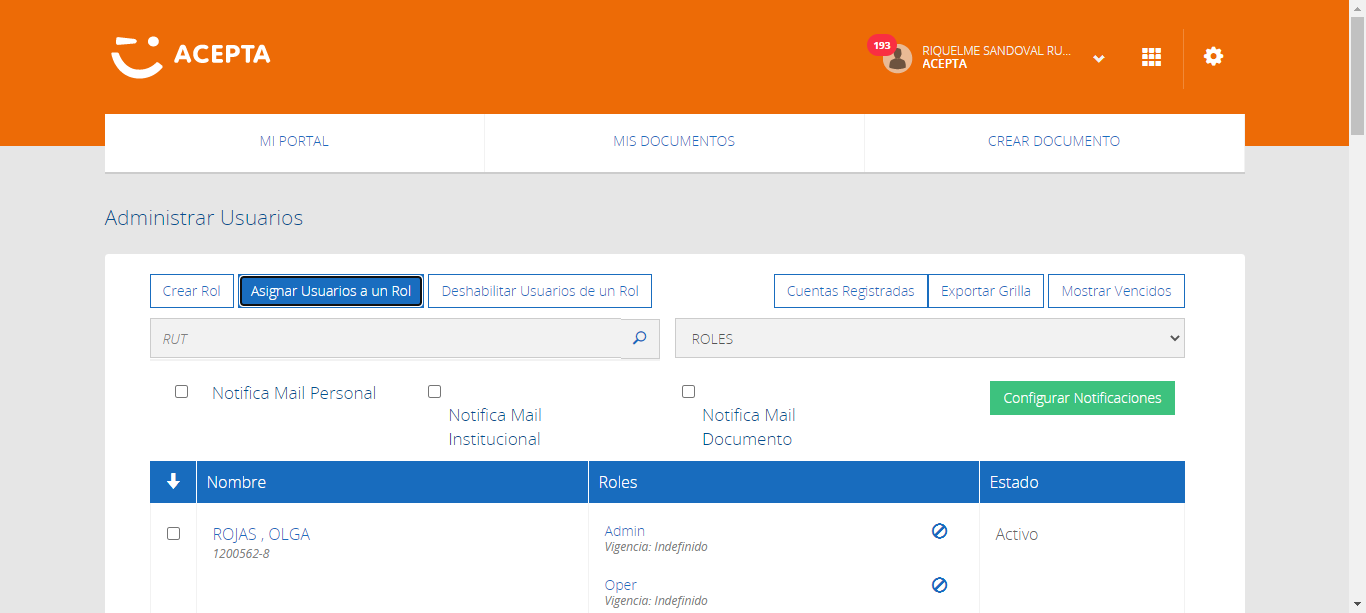 ACEPTA
193
RIQUELME SANDOVAL RU...
ACEPTA
MI PORTAL
MIS DOCUMENTOS
CREAR DOCUMENTO
Administrar Usuarios
Crear Rol
Asignar Usuarios a un Rol
Deshabilitar Usuarios de un Rol
Cuentas Registradas
Exportar Grilla
Mostrar Vencidos
RUT
ROLES
Notifica Mail Personal
Notifica Mail
Institucional
Notifica Mail
Documento
Configurar Notificaciones
Nombre
Roles
Estado
ROJAS , OLGA
1200562-8
Admin
Vigencia: Indefinido
Activo
Oper
Vigencia: Indefinido